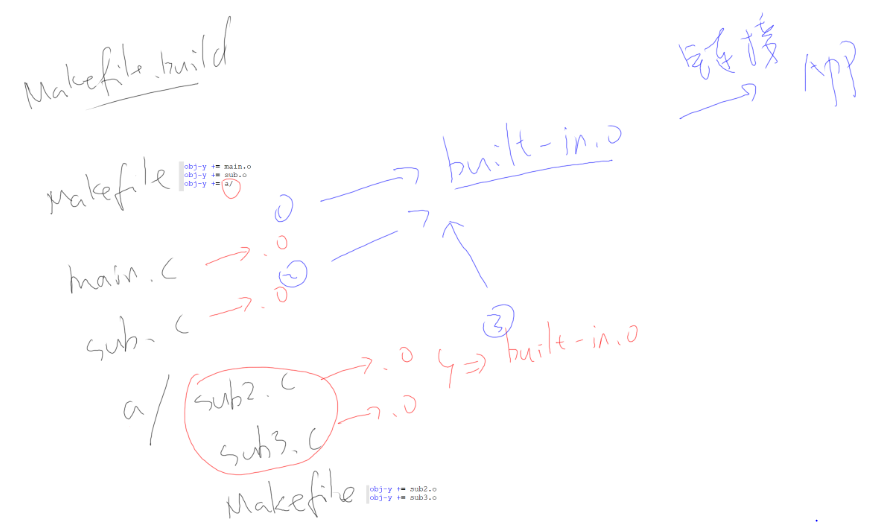 Makefile.build
链接 APP
built-in.o
Makefile
obj-y += main.o
obj-y += sub.o
obj-y += a/
①
main.c .o
②
sub.c .o
③
a/
sub2.c .o
sub3.c .o
=> built-in.o
Makefile
obj-y += sub2.o
obj-y += sub3.o